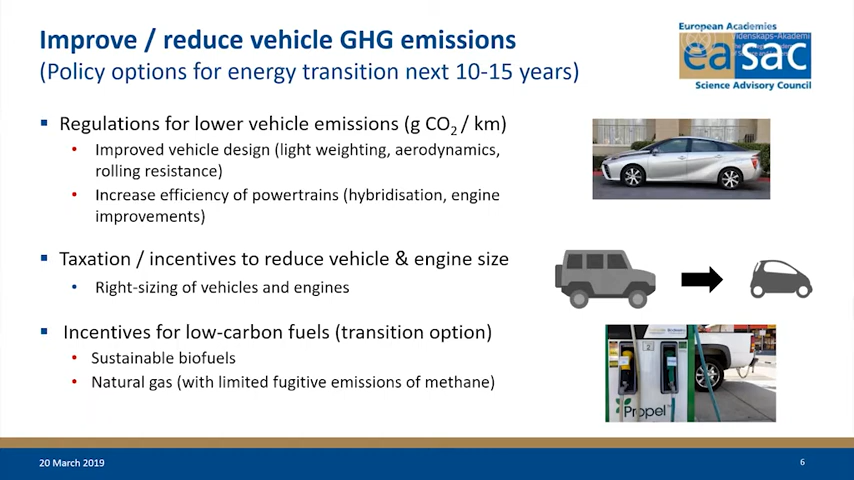 Improve / reduce vehicle GHG emissions
(Policy options for energy transition next 10-15 years)
European Academies
easac
Science Advisory Council
Regulations for lower vehicle emissions (g CO2 / km)
Improved vehicle design (light weighting, aerodynamics,
rolling resistance)
Increase efficiency of powertrains (hybridisation, engine
improvements)
Taxation / incentives to reduce vehicle & engine size
Right-sizing of vehicles and engines
Incentives for low-carbon fuels (transition option)
Sustainable biofuels
Natural gas (with limited fugitive emissions of methane)
Propel
20 March 2019
6